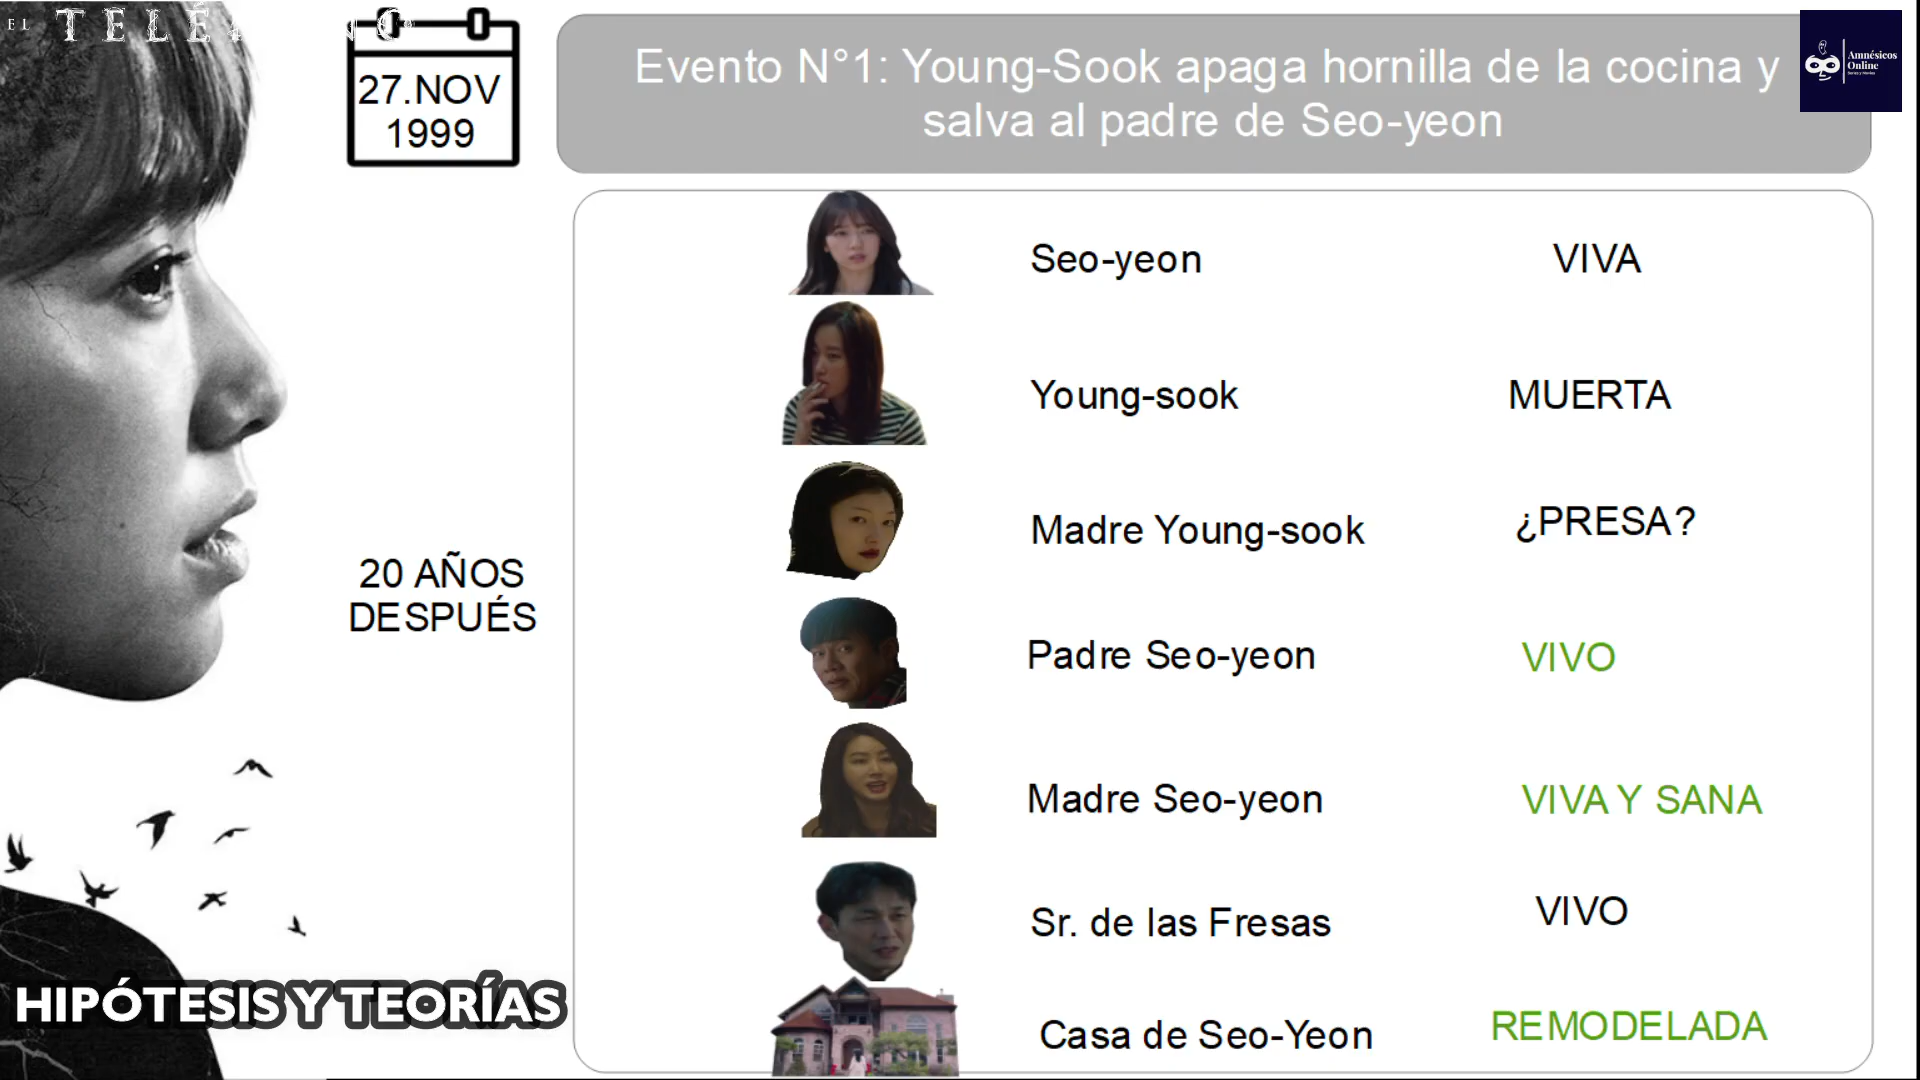 EL
27.NOV
1999
Evento N°1: Young-Sook apaga hornilla de la cocina y
salva al padre de Seo-yeon
Amnésicos
Online
Seo-yeon VIVA
Young-sook MUERTA
Madre Young-sook ¿PRESA?
20 AÑOS
DESPUÉS
Padre Seo-yeon VIVO
Madre Seo-yeon VIVA Y SANA
Sr. de las Fresas VIVO
HIPÓTESIS Y TEORÍAS
Casa de Seo-Yeon REMODELADA